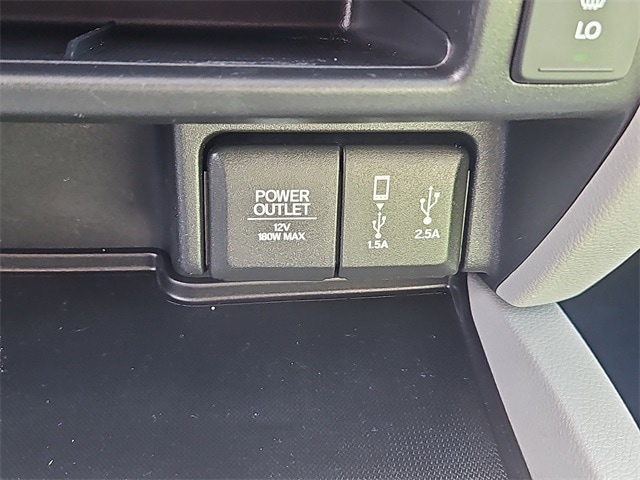 LO
POWER
OUTLET
12V
180W MAX
1.5A
2.5A